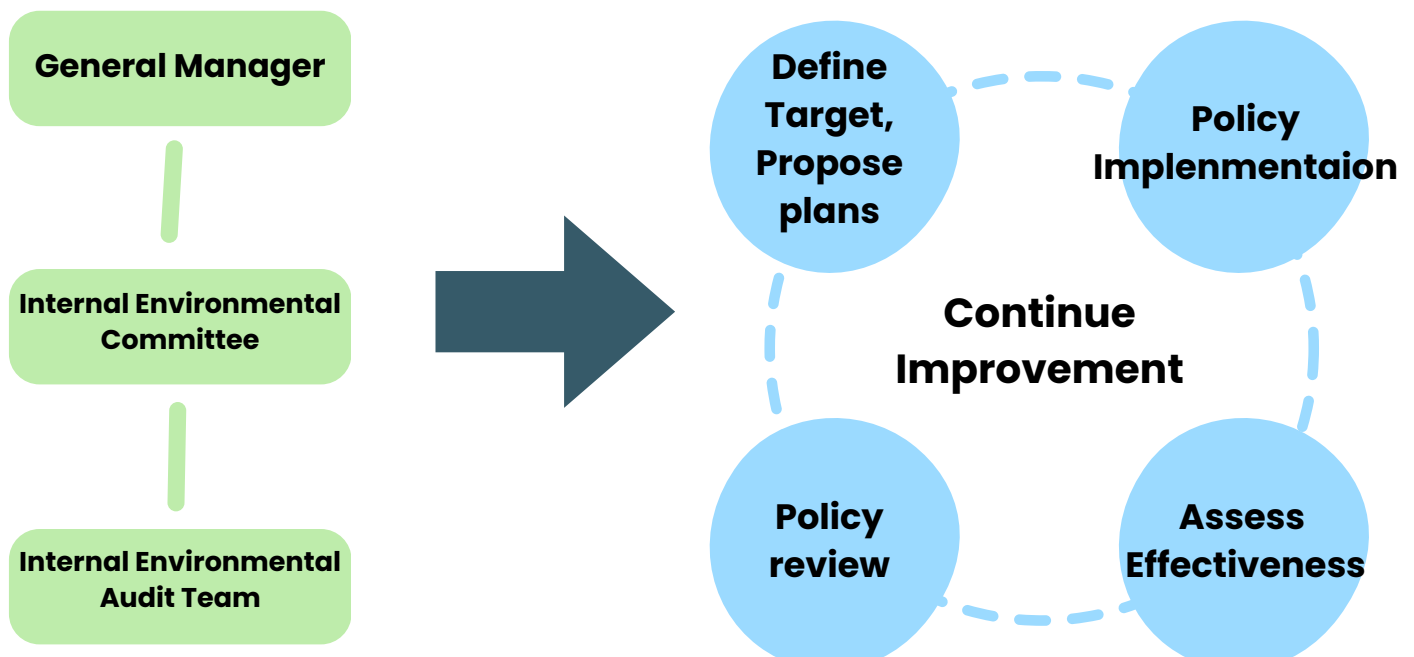 General Manager
Internal Environmental
Committee
Internal Environmental
Audit Team
Define
Target,
Propose
plans
Policy
Implenmentaion
Continue
Improvement
Policy
review
Assess
Effectiveness